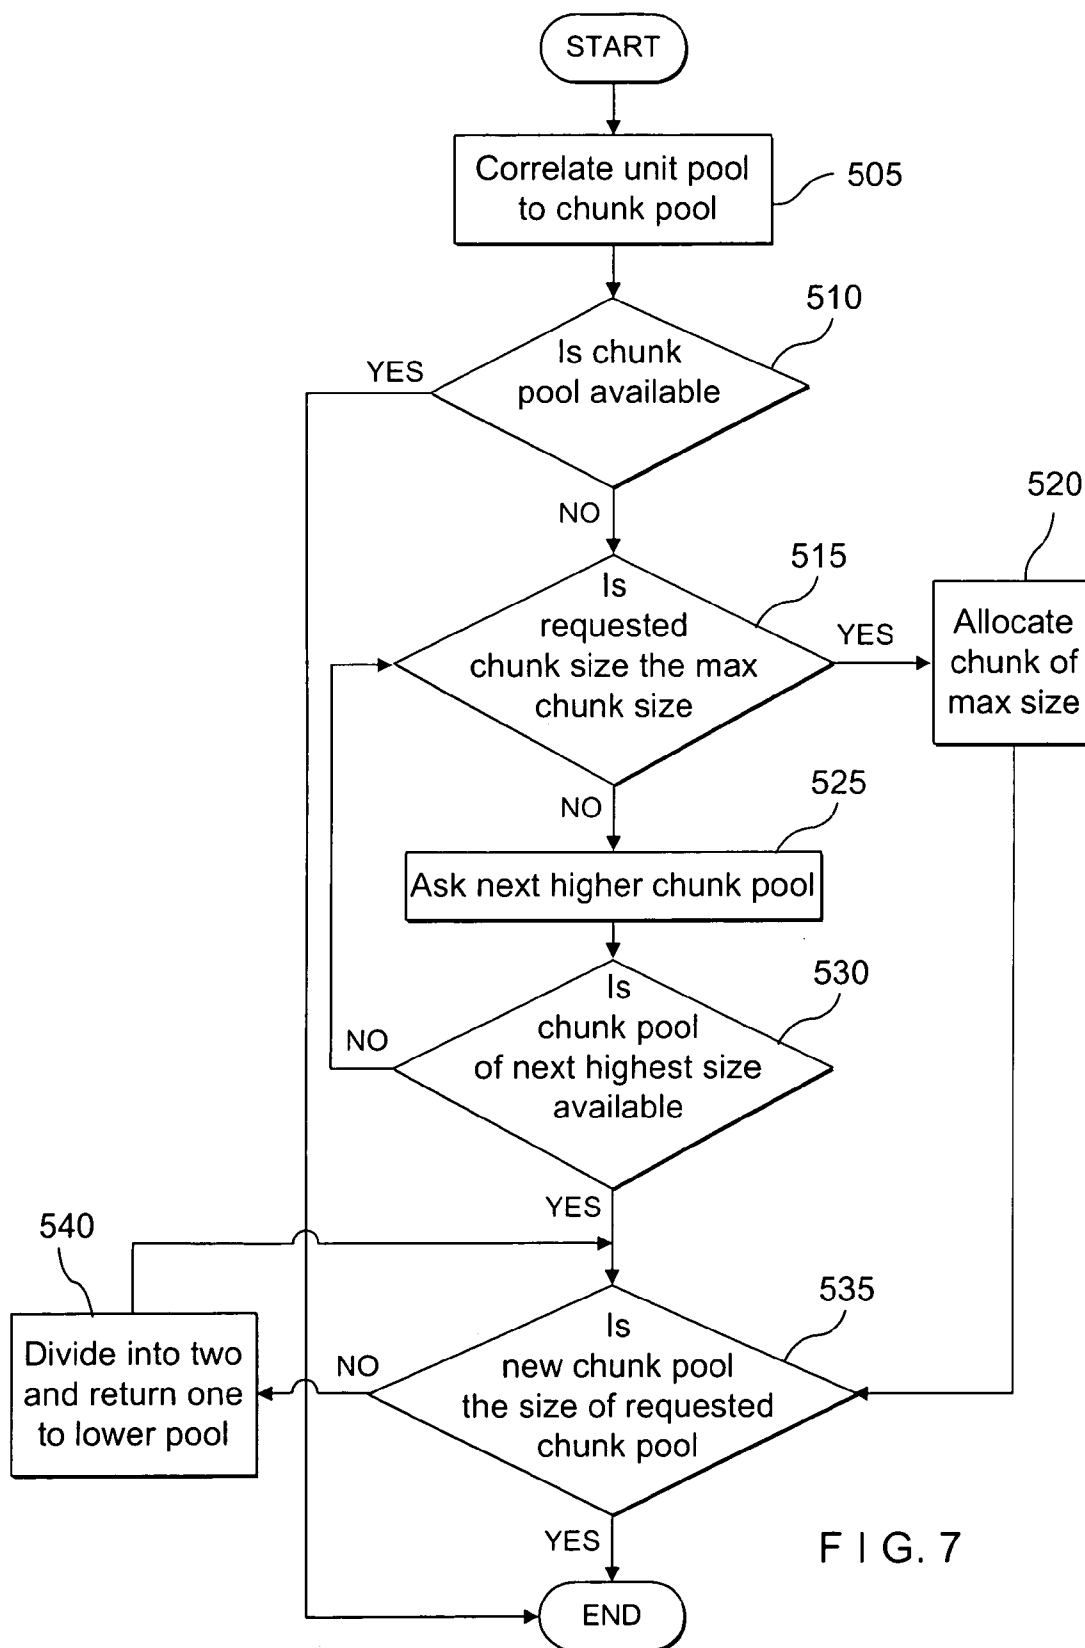 START
Correlate unit pool
to chunk pool
505
510
Is chunk
pool available
YES
NO
520
515
Is
requested
chunk size the max
chunk size
YES
Allocate
chunk of
max size
NO
525
Ask next higher chunk pool
530
Is
chunk pool
of next highest size
available
NO
YES
540
535
Divide into two
and return one
to lower pool
NO
Is
new chunk pool
the size of requested
chunk pool
YES
FIG. 7
END